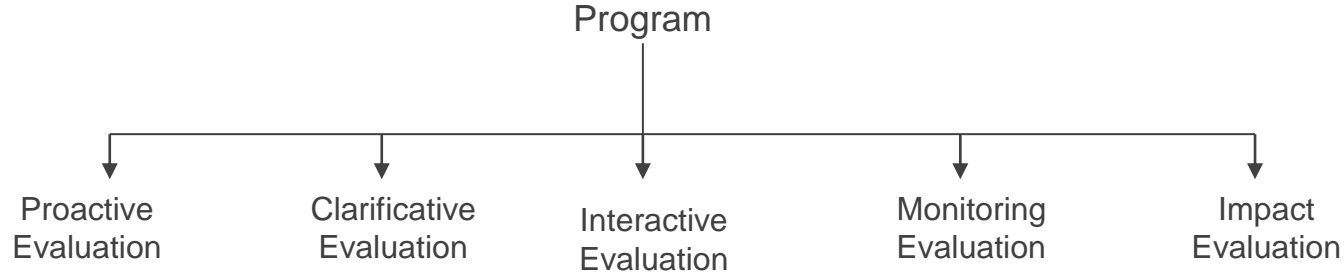 Program
Proactive
Evaluation
Clarificative
Evaluation
Interactive
Evaluation
Monitoring
Evaluation
Impact
Evaluation